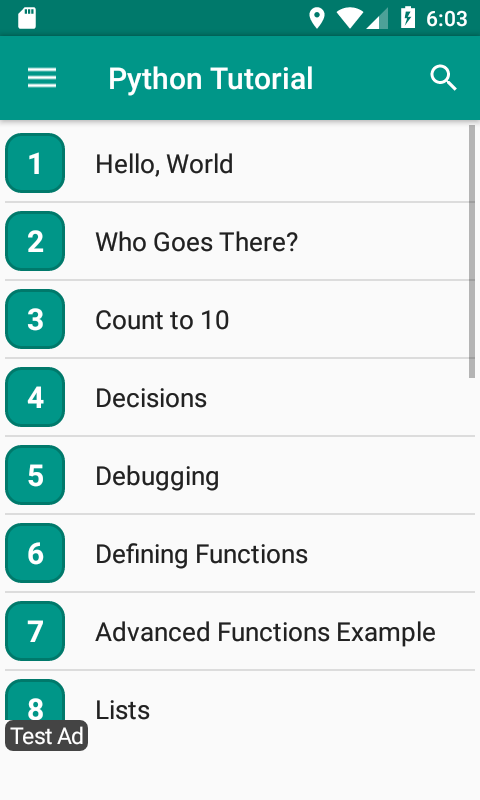 6:03
Python Tutorial
1 Hello, World
2 Who Goes There?
3 Count to 10
4 Decisions
5 Debugging
6 Defining Functions
7 Advanced Functions Example
8 Lists
Test Ad